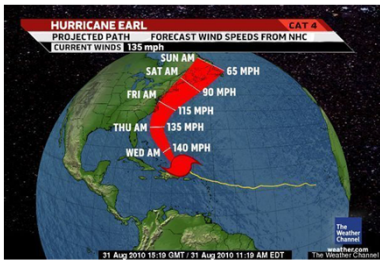 HURRICANE EARL
CAT 4
PROJECTED PATH FORECAST WIND SPEEDS FROM NHC
CURRENT WINDS 135 mph
SUN AM
65 MPH
SAT AM
90 MPH
FRI AM
115 MPH
THU AM
135 MPH
WED AM
140 MPH
The
Weather
Channel
weather.com
31 Aug 2010 15:19 GMT / 31 Aug 2010 11:19 AM EDT
The Weather Channel